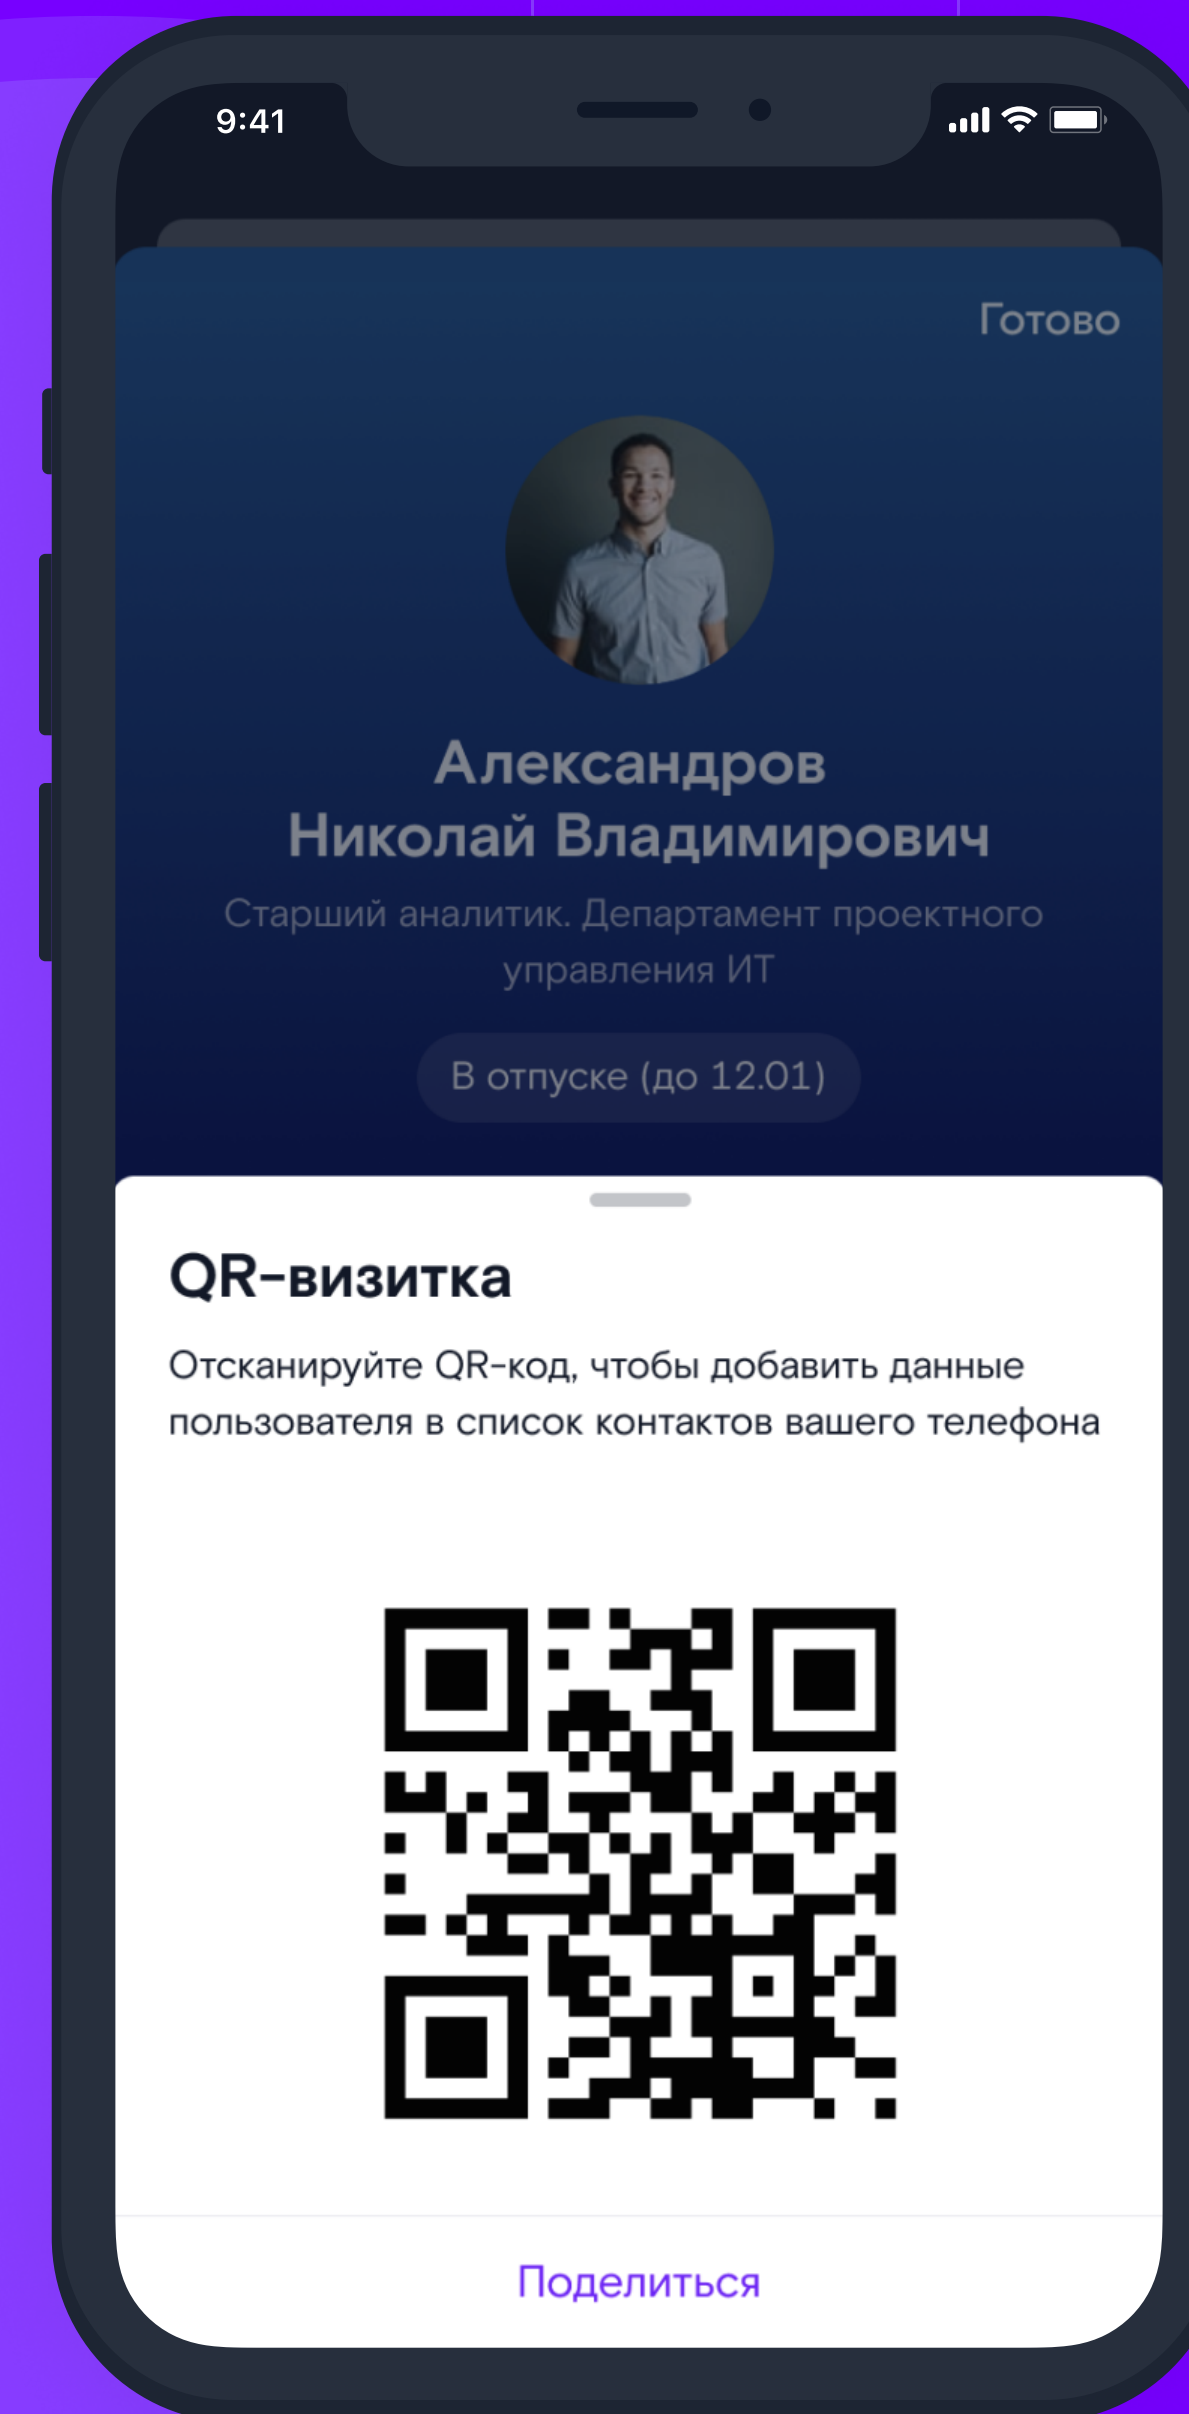 9:41
Готово
Александров
Николай Владимирович
Старший аналитик. Департамент проектного
управления ИТ
В отпуске (до 12.01)
QR-визитка
Отсканируйте QR-код, чтобы добавить данные
пользователя в список контактов вашего телефона
Поделиться